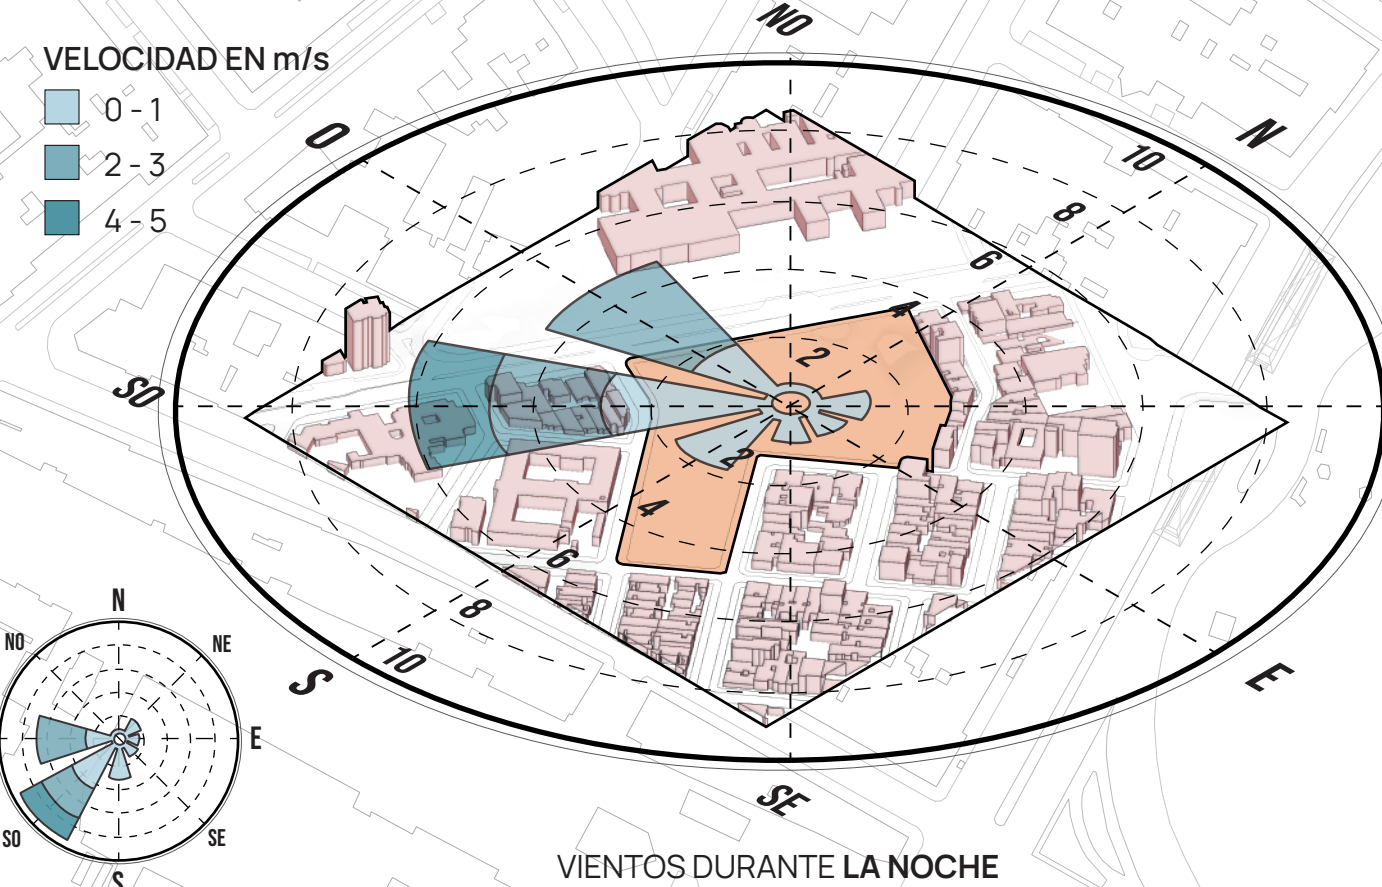 VELOCIDAD EN m/s
0 - 1
2 - 3
4 - 5
NO
N
O
SO
S
SE
E
10
8
6
4
2
2
4
6
8
10
N
NO
NE
E
SO
SE
S
VIENTOS DURANTE LA NOCHE